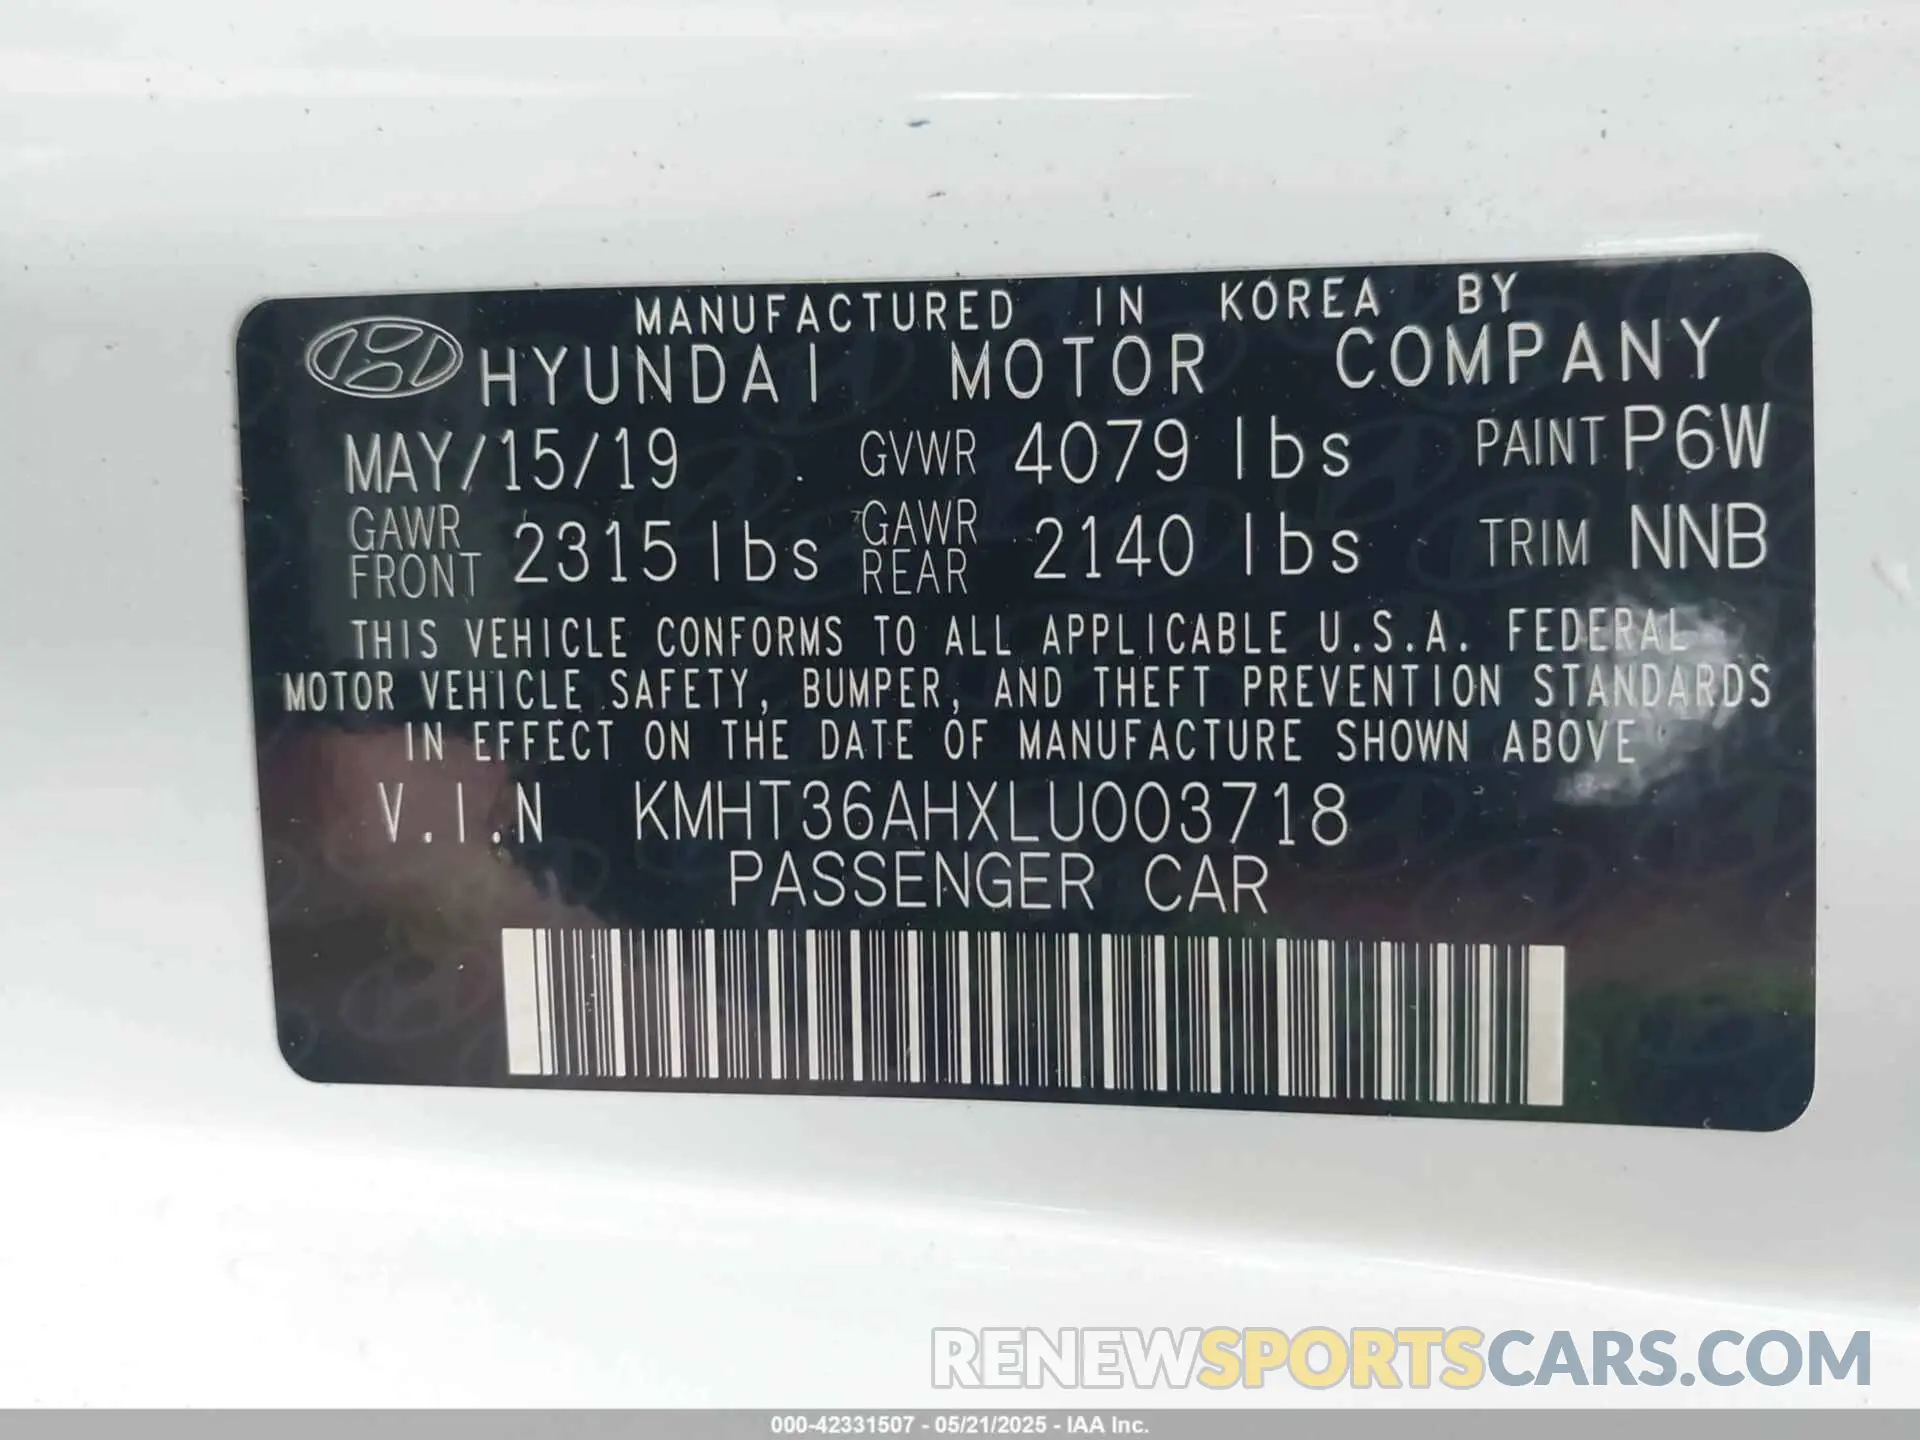 MANUFACTURED IN KOREA BY
HYUNDAI MOTOR COMPANY
MAY/15/19 GVWR 4079 lbs PAINT P6W
GAWR FRONT 2315 lbs GAWR REAR 2140 lbs TRIM NNB
THIS VEHICLE CONFORMS TO ALL APPLICABLE U.S.A. FEDERAL
MOTOR VEHICLE SAFETY, BUMPER, AND THEFT PREVENTION STANDARDS
IN EFFECT ON THE DATE OF MANUFACTURE SHOWN ABOVE
V.I.N KMHT36AHXLU003718
PASSENGER CAR
RENEWSPORTSCARS.COM
000-42331507 - 05/21/2025 - IAA Inc.